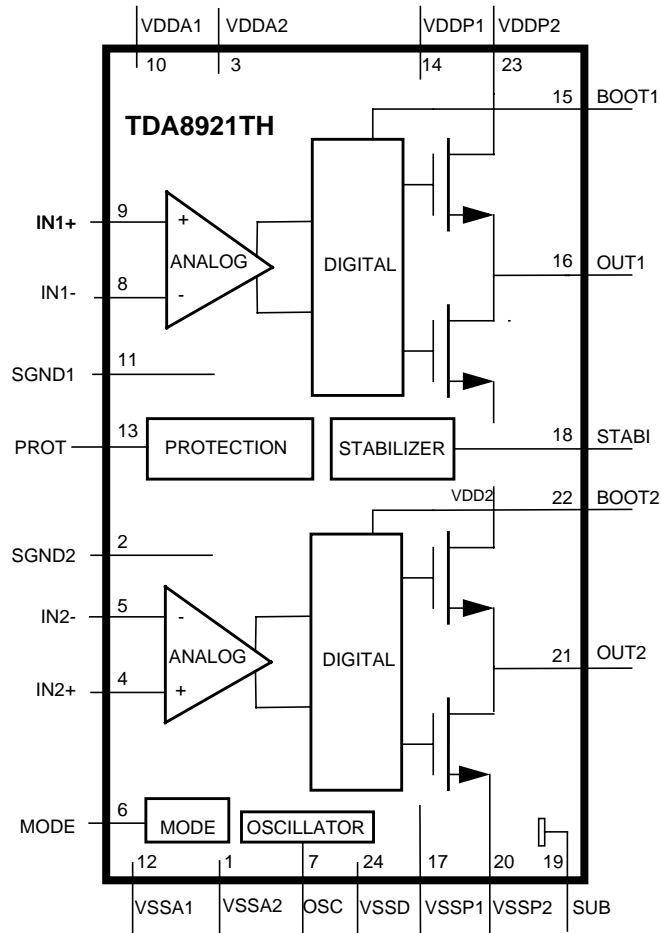 VDDA1 VDDA2 VDDP1 VDDP2
10 3 14 23
15 BOOT1
TDA8921TH
IN1+ 9 + ANALOG DIGITAL
16 OUT1
IN1- 8 -
SGND1 11
PROT 13 PROTECTION STABILIZER 18 STABI
VDD2 22 BOOT2
SGND2 2
IN2- 5 - ANALOG DIGITAL
21 OUT2
IN2+ 4 +
MODE 6 MODE OSCILLATOR
12 1 7 24 17 20 19
VSSA1 VSSA2 OSC VSSD VSSP1 VSSP2 SUB